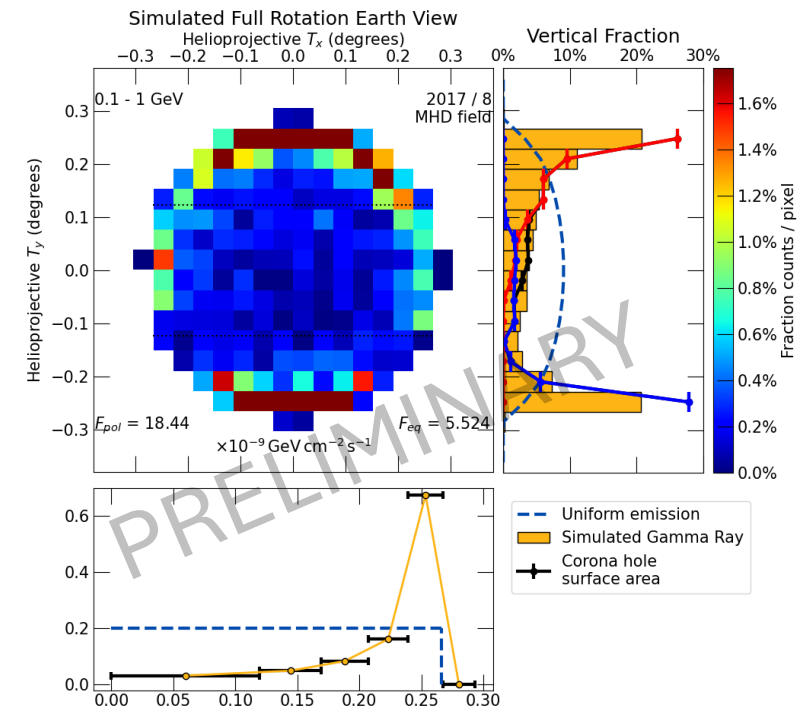 Simulated Full Rotation Earth View
Helioprojective T_x (degrees)
−0.3 −0.2 −0.1 0.0 0.1 0.2 0.3
Vertical Fraction
0% 10% 20% 30%
0.1 - 1 GeV
2017 / 8
MHD field
Helioprojective T_y (degrees)
0.3
0.2
0.1
0.0
−0.1
−0.2
−0.3
F_pol = 18.44
F_eq = 5.524
×10⁻⁹ GeV cm⁻² s⁻¹
1.6%
1.4%
1.2%
1.0%
0.8%
0.6%
0.4%
0.2%
0.0%
Fraction counts / pixel
PRELIMINARY
0.6
0.4
0.2
0.0
0.00 0.05 0.10 0.15 0.20 0.25 0.30
Uniform emission
Simulated Gamma Ray
Corona hole
surface area